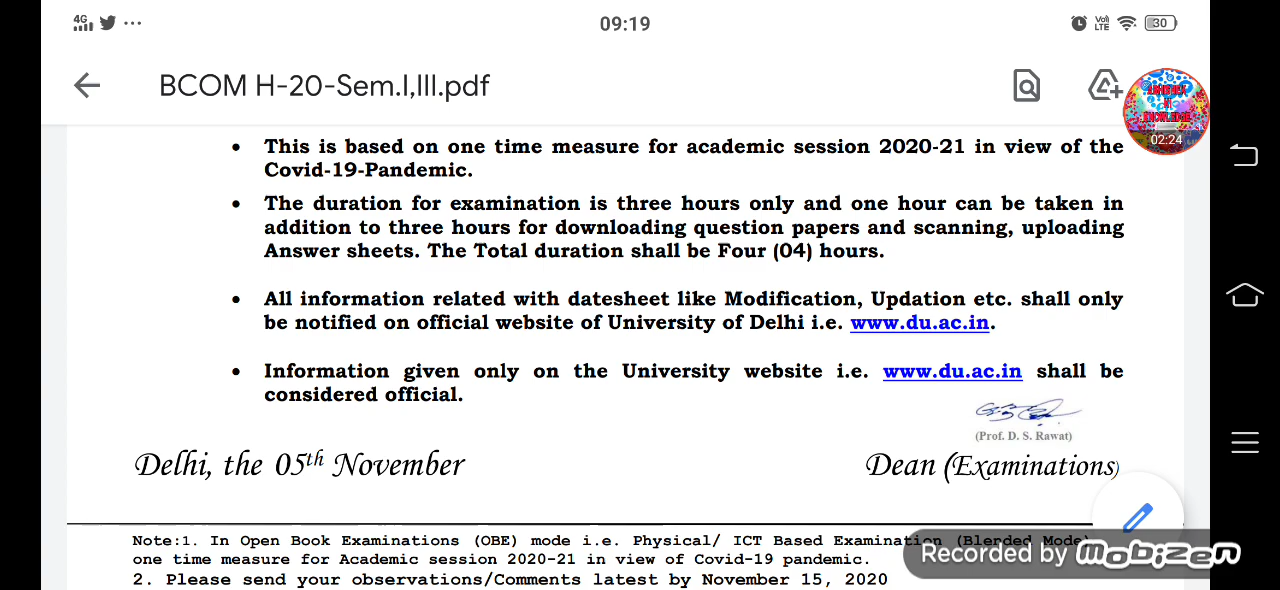 4G
09:19
Vo)
LTE
30
BCOM H-20-Sem.I,III.pdf
KNOWLEDGE
02:24
• This is based on one time measure for academic session 2020-21 in view of the
Covid-19-Pandemic.
• The duration for examination is three hours only and one hour can be taken in
addition to three hours for downloading question papers and scanning, uploading
Answer sheets. The Total duration shall be Four (04) hours.
• All information related with datesheet like Modification, Updation etc. shall only
be notified on official website of University of Delhi i.e. www.du.ac.in.
• Information given only on the University website i.e. www.du.ac.in shall be
considered official.
(Prof. D. S. Rawat)
Delhi, the 05th November
Dean (Examinations)
Note:1. In Open Book Examinations (OBE) mode i.e. Physical/ ICT Based Examination (Blended Mode)
one time measure for Academic session 2020-21 in view of Covid-19 pandemic.
2. Please send your observations/Comments latest by November 15, 2020
Recorded by Mobizen